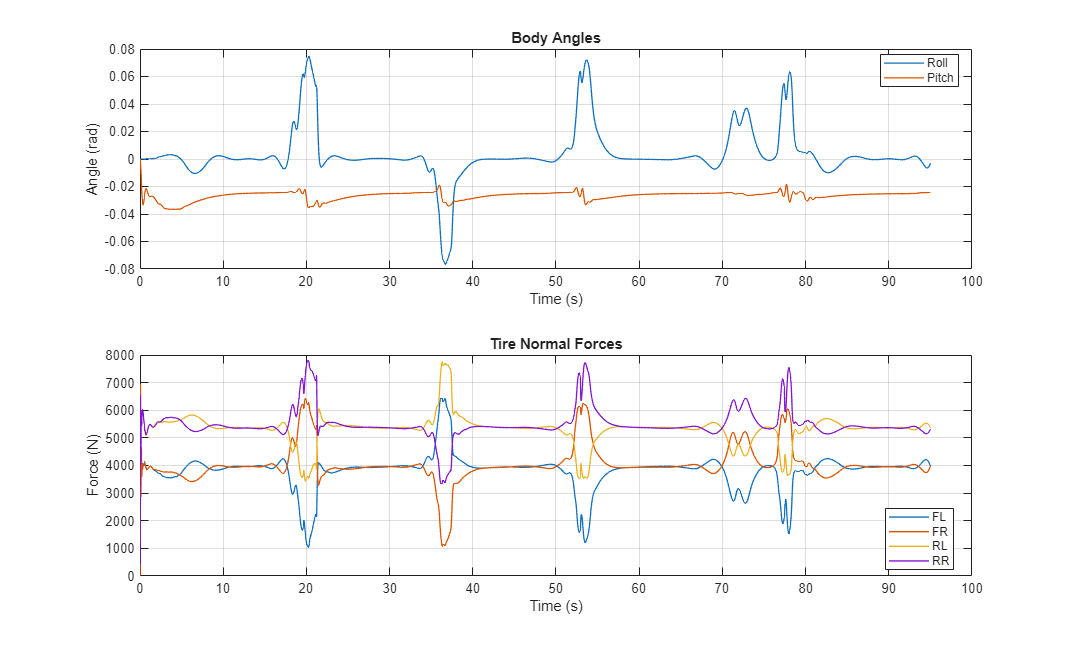 Body Angles
0.08
0.06
0.04
0.02
0
-0.02
-0.04
-0.06
-0.08
Angle (rad)
Roll
Pitch
0 10 20 30 40 50 60 70 80 90 100
Time (s)
Tire Normal Forces
8000
7000
6000
5000
4000
3000
2000
1000
0
Force (N)
FL
FR
RL
RR
0 10 20 30 40 50 60 70 80 90 100
Time (s)